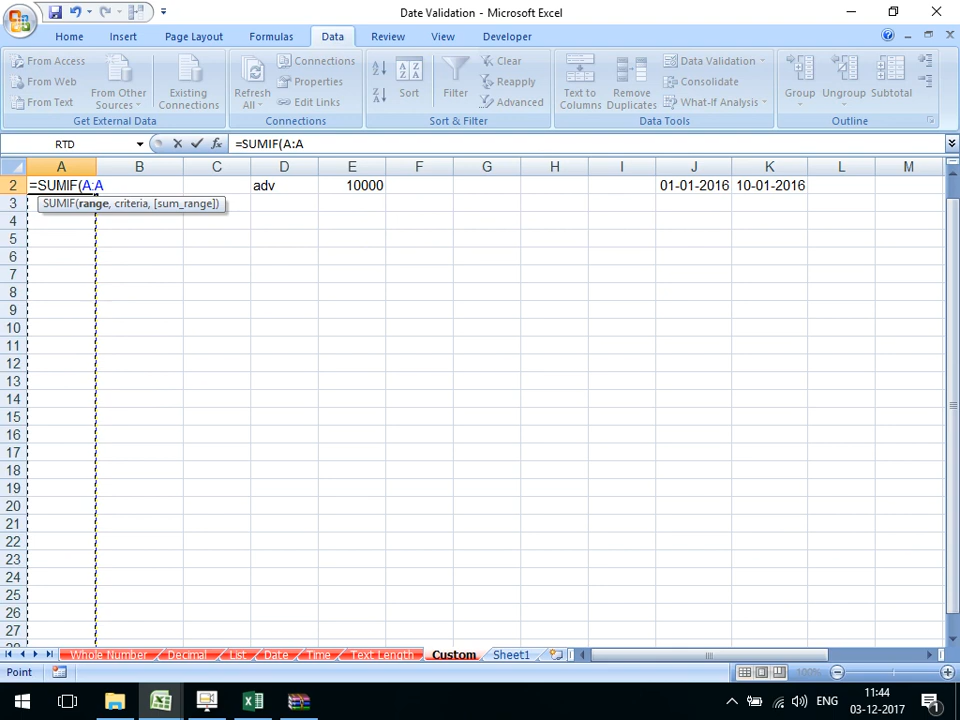 Date Validation - Microsoft Excel
Home Insert Page Layout Formulas Data Review View Developer
From Access
From Web
From Text
From Other Sources
Existing Connections
Get External Data
Refresh All
Connections
Properties
Edit Links
Connections
Sort
Filter
Clear
Reapply
Advanced
Sort & Filter
Text to Columns
Remove Duplicates
Data Validation
Consolidate
What-If Analysis
Data Tools
Group
Ungroup
Subtotal
Outline
RTD
=SUMIF(A:A
A B C D E F G H I J K L M
2 =SUMIF(A:A adv 10000 01-01-2016 10-01-2016
SUMIF(range, criteria, [sum_range])
3
4
5
6
7
8
9
10
11
12
13
14
15
16
17
18
19
20
21
22
23
24
25
26
27
28
Whole Number Decimal List Date Time Text Length Custom Sheet1
Point
100%
ENG
11:44
03-12-2017
1